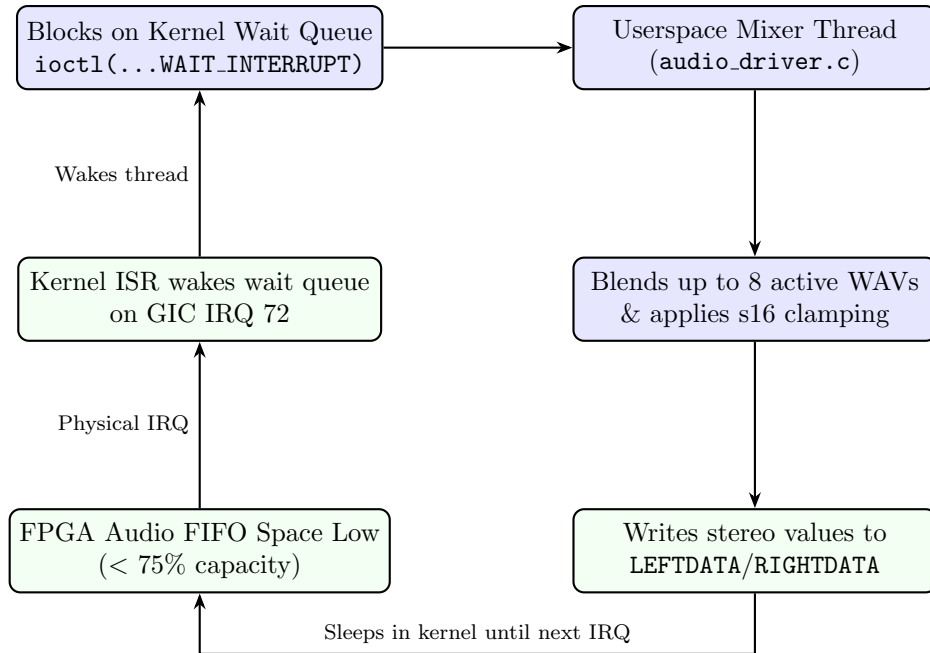 Blocks on Kernel Wait Queue
ioctl(...WAIT_INTERRUPT)
Userspace Mixer Thread
(audio_driver.c)
Wakes thread
Kernel ISR wakes wait queue
on GIC IRQ 72
Blends up to 8 active WAVs
& applies s16 clamping
Physical IRQ
FPGA Audio FIFO Space Low
(< 75% capacity)
Writes stereo values to
LEFTDATA/RIGHTDATA
Sleeps in kernel until next IRQ